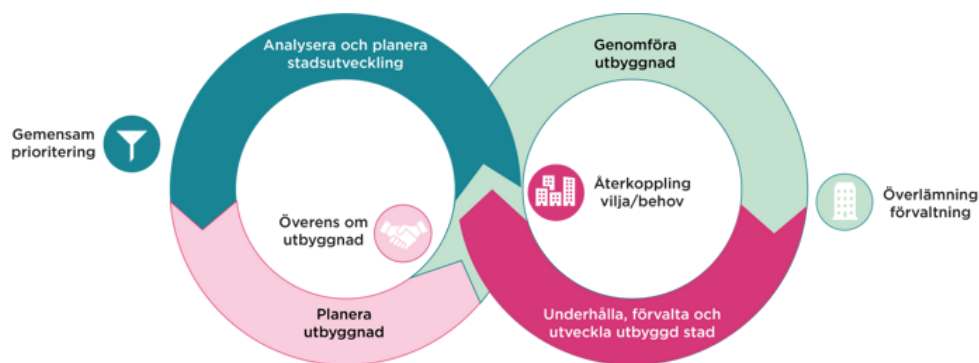 Analysera och planera
stadsutveckling
Genomföra
utbyggnad
Gemensam
prioritering
Återkoppling
vilja/behov
Överlämning
förvaltning
Överens om
utbyggnad
Planera
utbyggnad
Underhålla, förvalta och
utveckla utbyggd stad